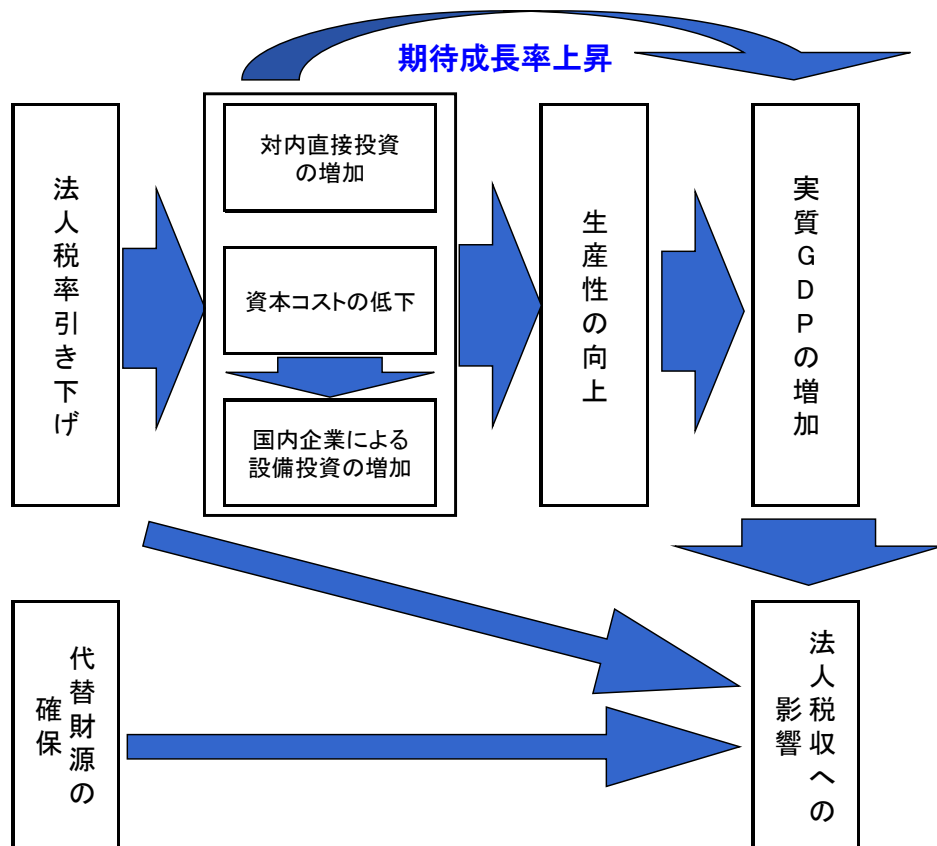 期待成長率上昇
法人税率引き下げ
対内直接投資
の増加
資本コストの低下
国内企業による
設備投資の増加
生産性の向上
実質GDPの増加
代替財源の
確保
法人税収への
影響